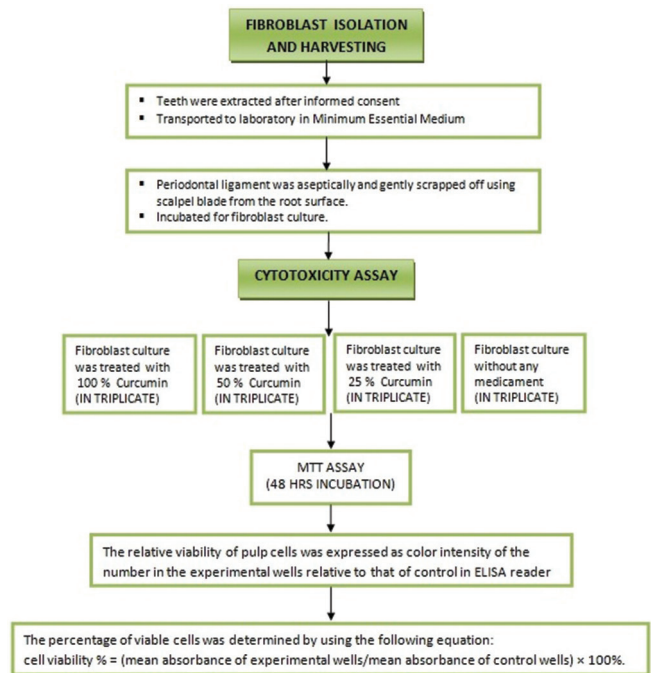 FIBROBLAST ISOLATION
AND HARVESTING
▪ Teeth were extracted after informed consent
▪ Transported to laboratory in Minimum Essential Medium
▪ Periodontal ligament was aseptically and gently scrapped off using
scalpel blade from the root surface.
▪ Incubated for fibroblast culture.
CYTOTOXICITY ASSAY
Fibroblast culture
was treated with
100 % Curcumin
(IN TRIPLICATE)
Fibroblast culture
was treated with
50 % Curcumin
(IN TRIPLICATE)
Fibroblast culture
was treated with
25 % Curcumin
(IN TRIPLICATE)
Fibroblast culture
without any
medicament
(IN TRIPLICATE)
MTT ASSAY
(48 HRS INCUBATION)
The relative viability of pulp cells was expressed as color intensity of the
number in the experimental wells relative to that of control in ELISA reader
The percentage of viable cells was determined by using the following equation:
cell viability % = (mean absorbance of experimental wells/mean absorbance of control wells) × 100%.